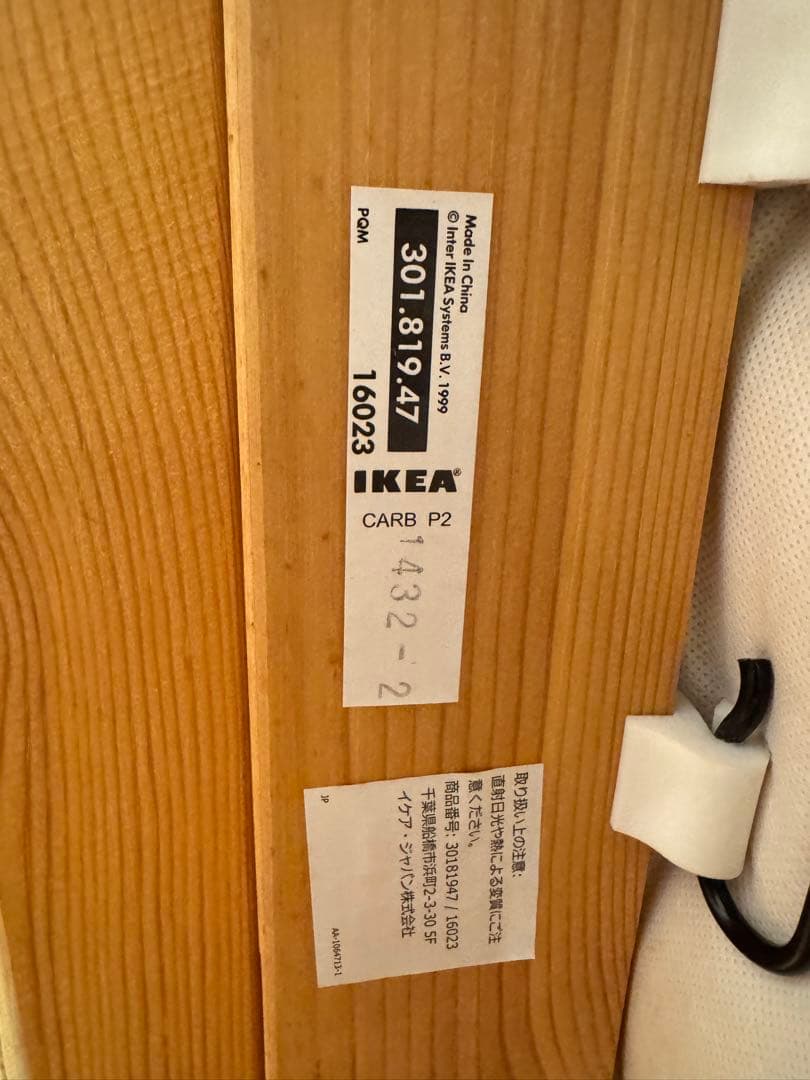 Made in China
© Inter IKEA Systems B.V. 1999
301.819.47
PQM
16023
IKEA®
CARB P2
1432-2
取り扱い上の注意:
直射日光や熱による変質にご注
意ください。
商品番号: 30181947 / 16023
千葉県船橋市浜町2-3-30 5F
イケア・ジャパン株式会社
JP
AA-1064713-1